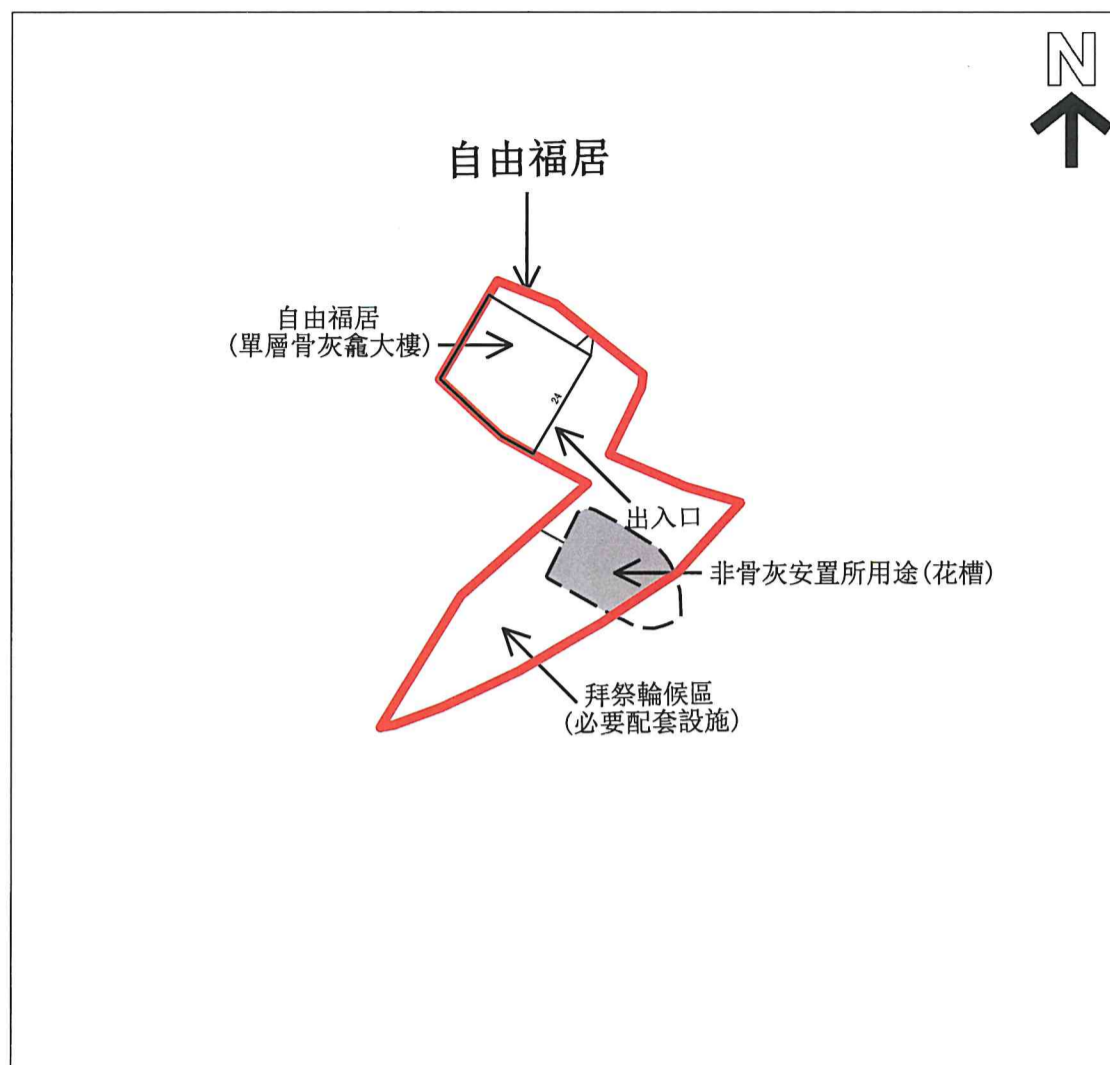 N
自由福居
自由福居
(單層骨灰龕大樓)
24
出入口
非骨灰安置所用途(花槽)
拜祭輪候區
(必要配套設施)